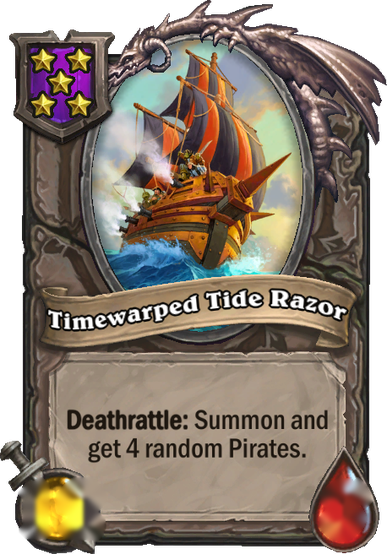 Timewarped Tide Razor
Deathrattle: Summon and
get 4 random Pirates.